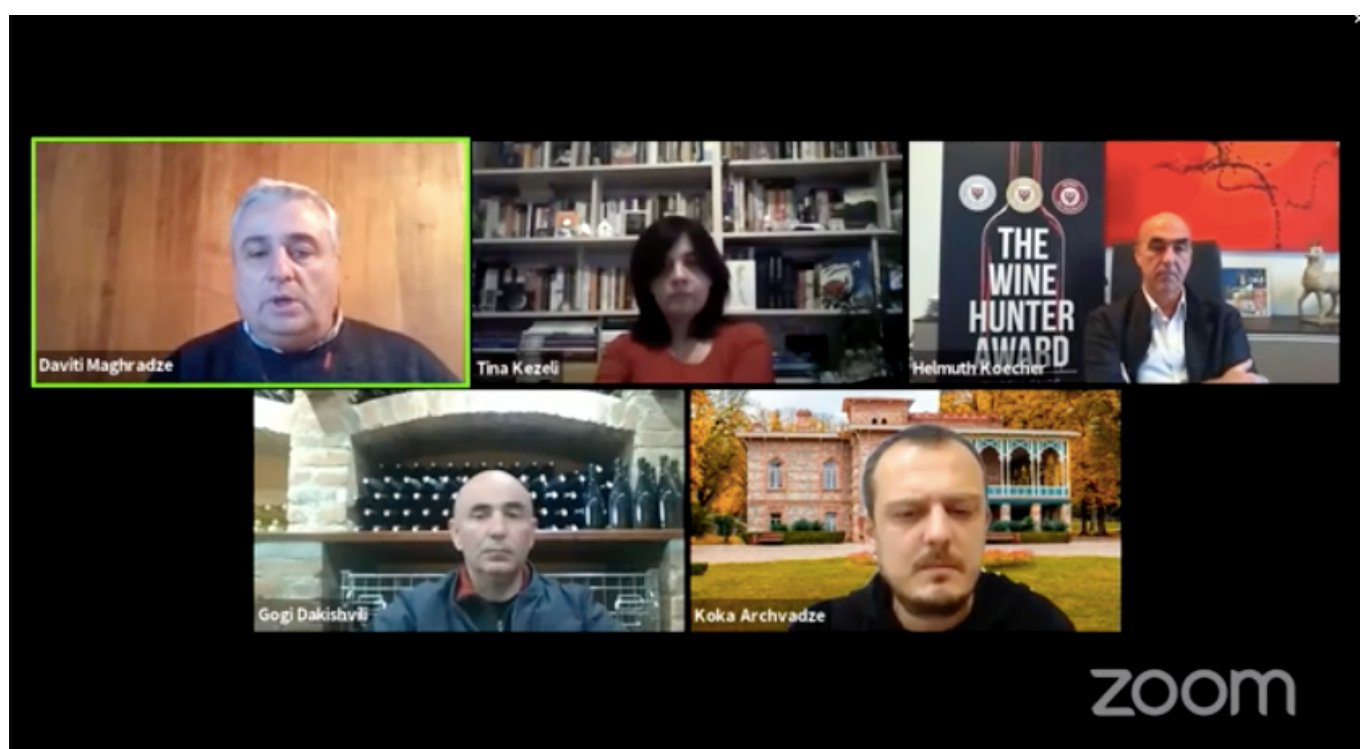 Daviti Maghradze
Tina Kezeli
THE
WINE
HUNTER
AWARD
Helmuth Koecher
Gogi Dakishvili
Koka Archvadze
zoom